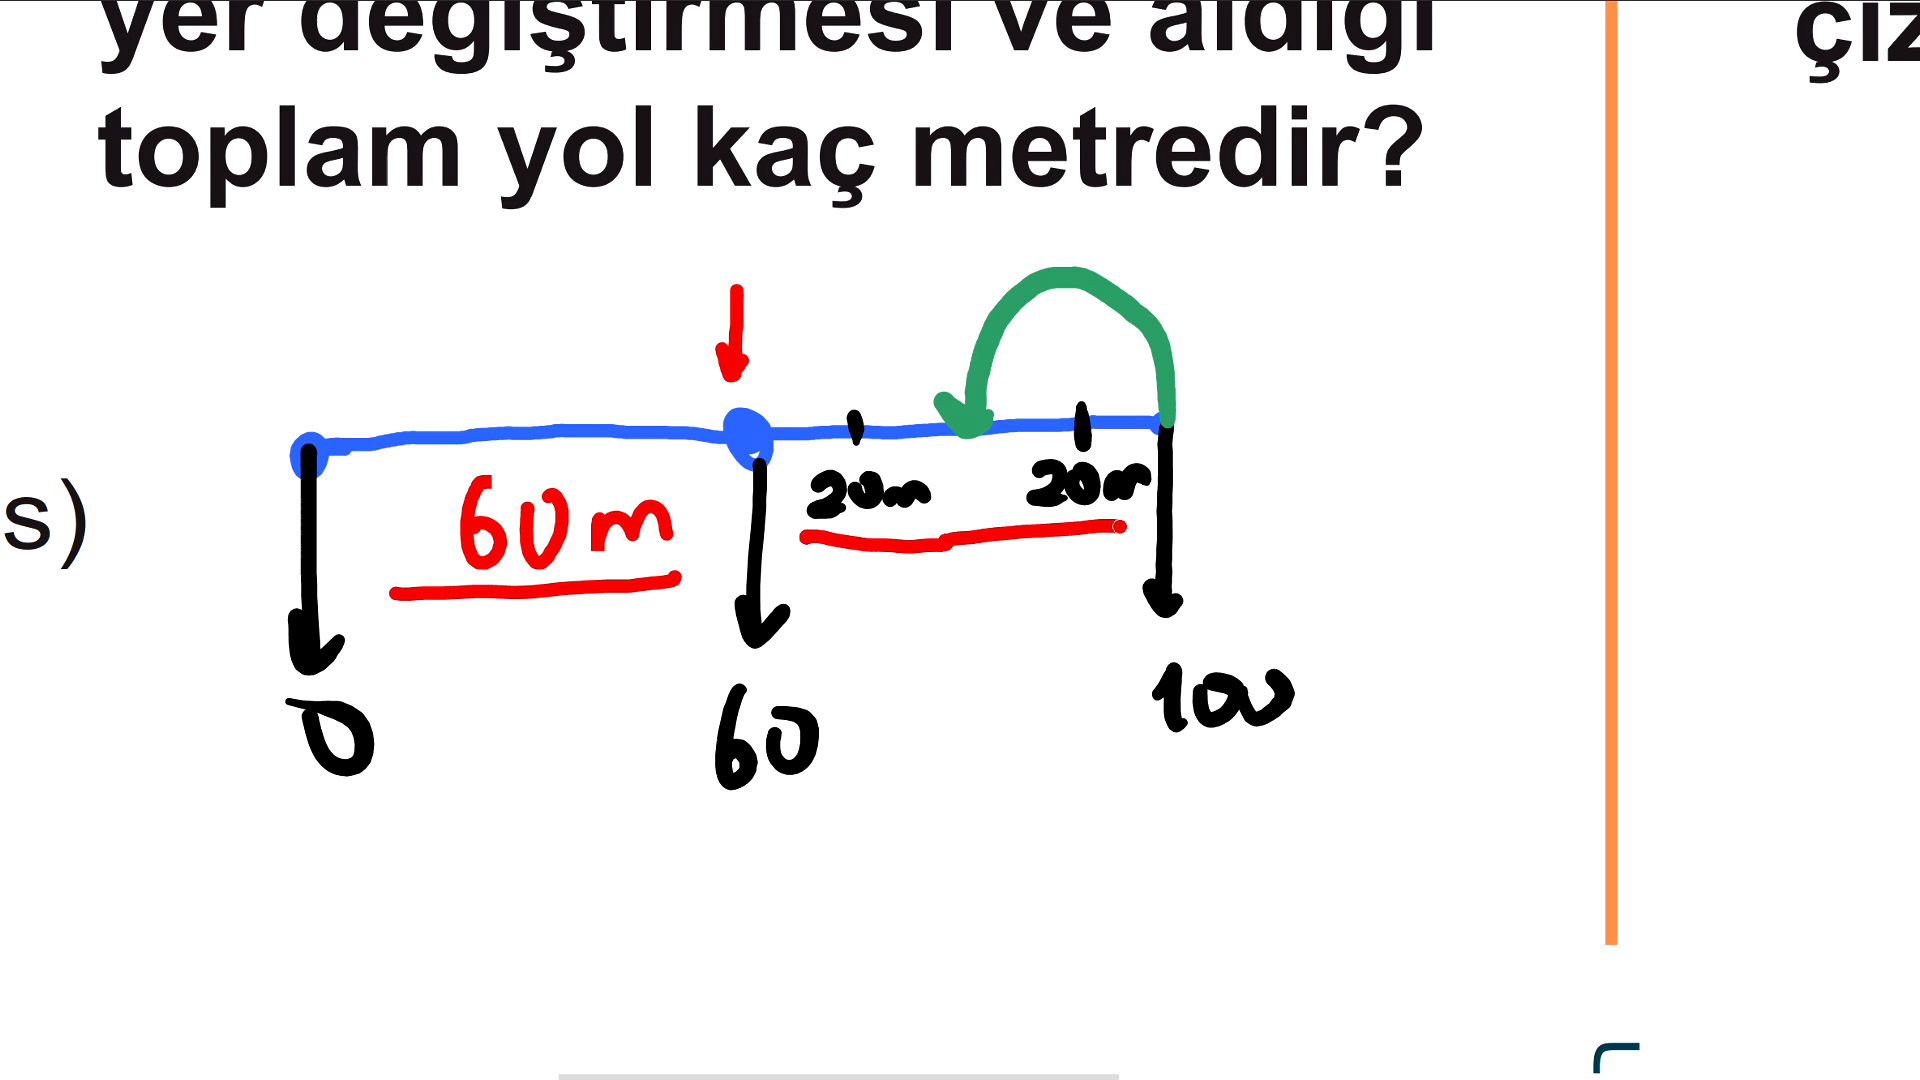 yer değiştirmesi ve aldığı
toplam yol kaç metredir?
çiz
s)
60m
20m
20m
0
60
100